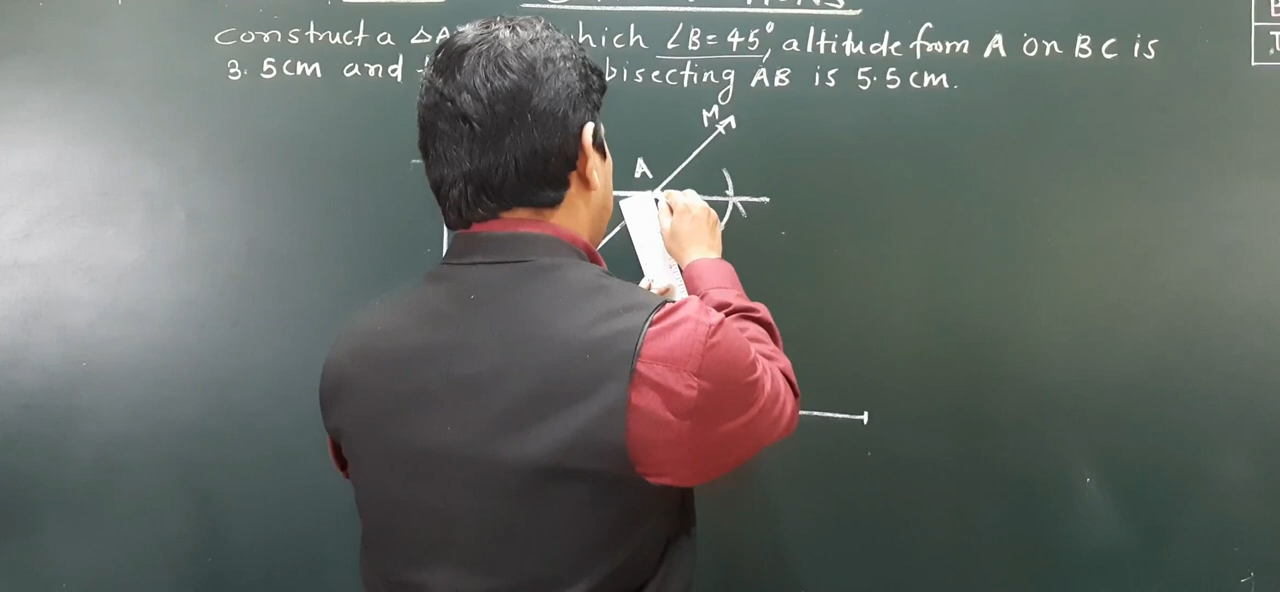 construct a ΔA hich ∠B=45°, altitude from A on BC is
3.5cm and bisecting AB is 5.5cm.
M
A